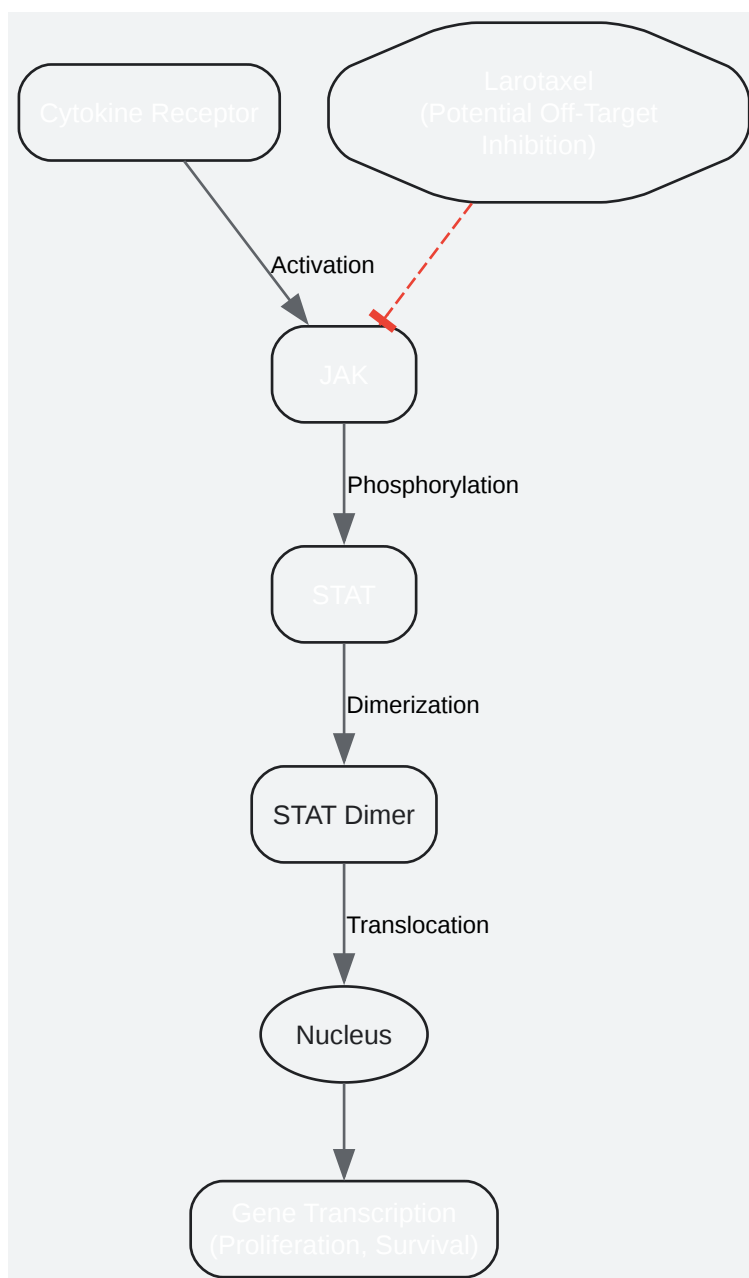 Cytokine Receptor
Larotaxel
(Potential Off-Target
Inhibition)
Activation
JAK
Phosphorylation
STAT
Dimerization
STAT Dimer
Translocation
Nucleus
Gene Transcription
(Proliferation, Survival)